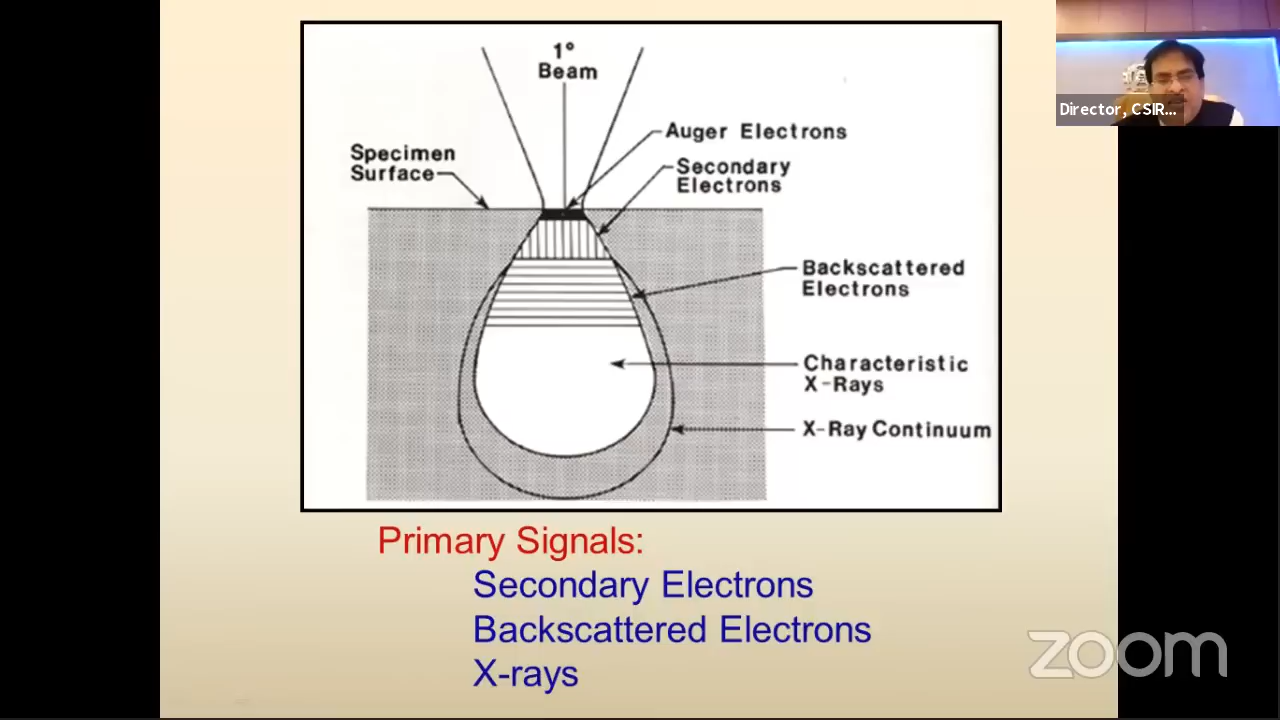 1° Beam
Auger Electrons
Specimen
Surface
Secondary
Electrons
Backscattered
Electrons
Characteristic
X-Rays
X-Ray Continuum
Primary Signals:
Secondary Electrons
Backscattered Electrons
X-rays
Director, CSIR...
zoom